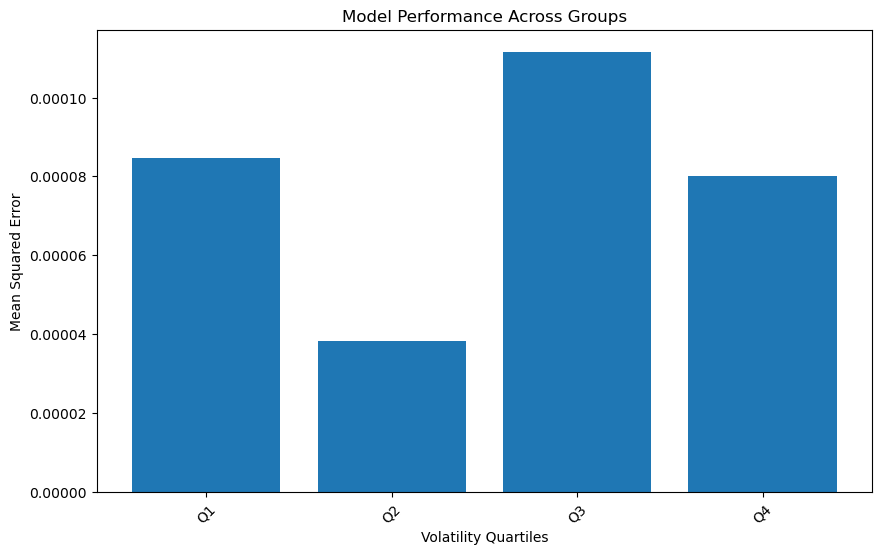 Model Performance Across Groups
Mean Squared Error
0.00010
0.00008
0.00006
0.00004
0.00002
0.00000
Q1 Q2 Q3 Q4
Volatility Quartiles